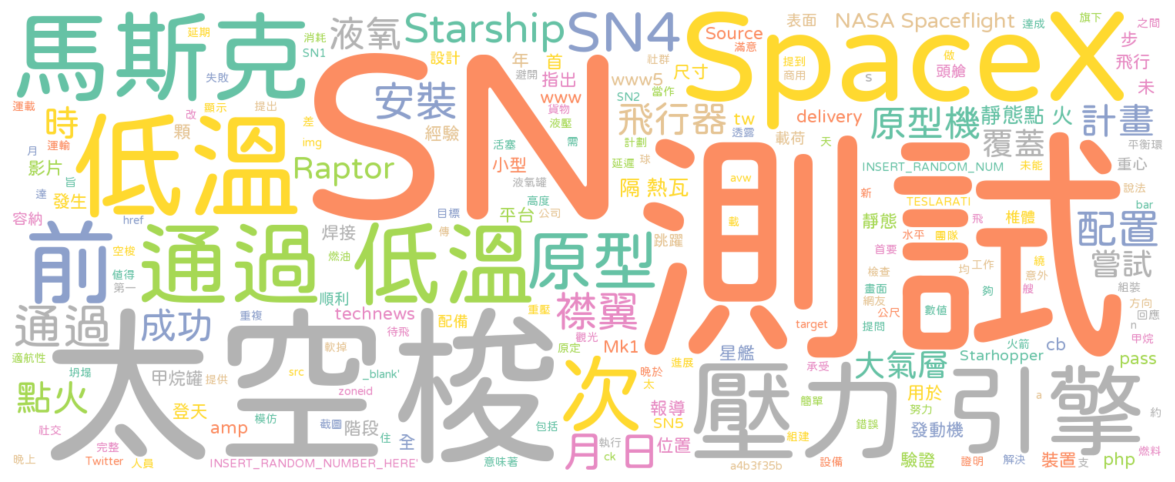 馬斯克
延期
消耗
SN1
液氧
Starship
SN4
SpaceX
Source
滿意
表面
NASA Spaceflight
達成
旗下
之間
步
頭艙
飛行
未
失敗
SN
設計
年
首
指出
社群
避開
www5
尺寸
提到
商用
做
s
運載
改
顯示
提出
時
低溫
安裝
www
SN2
當作
貨物
飛行器
tw
透露
delivery
載荷
原型機
靜態點
火
計畫
平衡環
顆
差
經驗
液壓
覆蓋
運輸
img
月
影片
Raptor
活塞
需
小型
計劃
延遲
天
球
INSERT_RANDOM_NUM
未能
重心
說法
旨
發生
液氧罐
隔
熱瓦
avw
新
TESLARATI
bar
達
高度
容納
href
目標
公司
平台
傳
載
靜態
飛
椎體
水平
團隊
配置
測試
前
通過
低溫
焊接
原型
跳躍
首要
繞
方向
空梭
燃油
檢查
均
工作
意外
嘗試
組裝
值得
第一
順利
襟翼
畫面
夠
艘
通過
成功
重複
technews
配備
重壓
網友
公尺
數值
回應
n
待飛
觀光
target
提問
火箭
甲烷
太空梭
適航性
軟掉
原定
Mk1
星艦
Starhopper
cb
pass
坍塌
_blank'
進展
大氣層
甲烷罐
提供
src
晚於
太
次
承受
壓力
引擎
點火
zoneid
簡單
用於
a
登天
模仿
截圖
包括
報導
SN5
努力
約
社交
amp
階段
住
全
執行
位置
錯誤
發動機
晚上
Twitter
完整
人員
INSERT_RANDOM_NUMBER_HERE'
意味著
ck
月
日
組建
a4b3f35b
設備
證明
驗證
解決
裝置
支
php
燃料